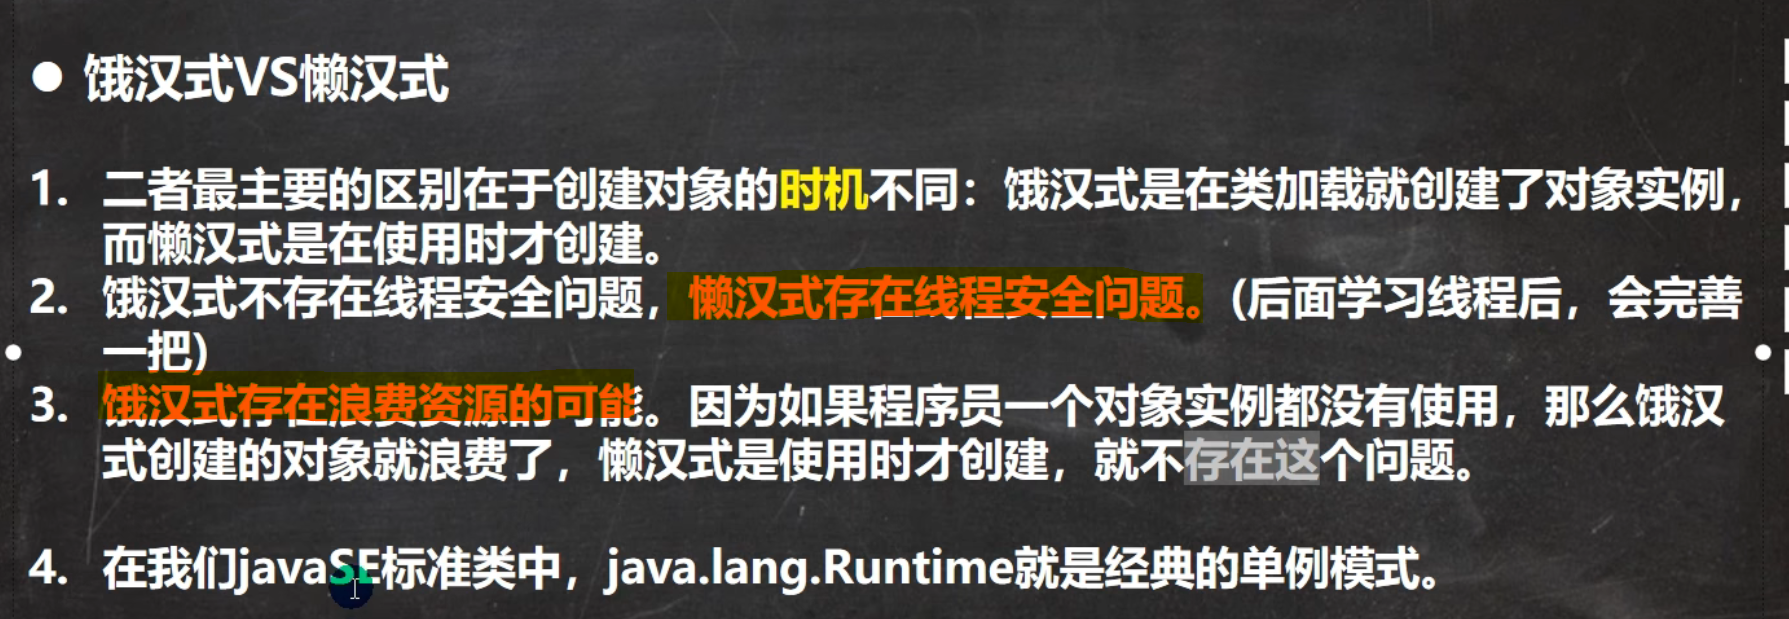 ● 饿汉式VS懒汉式
1. 二者最主要的区别在于创建对象的时机不同：饿汉式是在类加载就创建了对象实例，
而懒汉式是在使用时才创建。
2. 饿汉式不存在线程安全问题，懒汉式存在线程安全问题。(后面学习线程后，会完善
一把)
3. 饿汉式存在浪费资源的可能。因为如果程序员一个对象实例都没有使用，那么饿汉
式创建的对象就浪费了，懒汉式是使用时才创建，就不存在这个问题。
4. 在我们javaSE标准类中，java.lang.Runtime就是经典的单例模式。